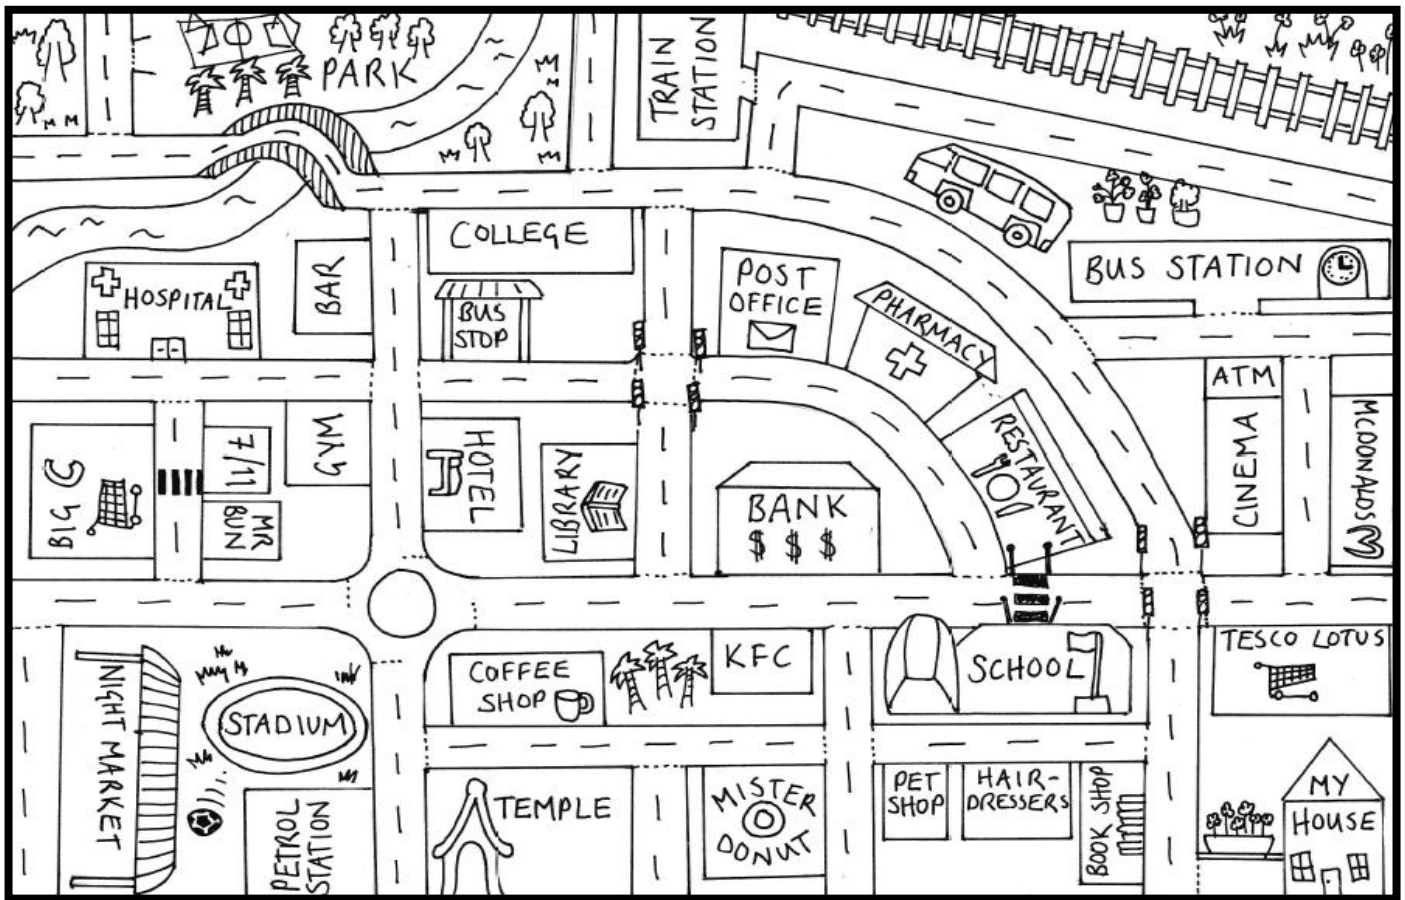 PARK
TRAIN
STATION
COLLEGE
HOSPITAL
BAR
BUS
STOP
POST
OFFICE
PHARMACY
BUS STATION
RESTAURANT
ATM
CINEMA
MCDONALDS
BIG C
7/11
MR
BUN
GYM
HOTEL
LIBRARY
BANK
$ $ $
NIGHT MARKET
STADIUM
COFFEE
SHOP
KFC
SCHOOL
TESCO LOTUS
PETROL
STATION
TEMPLE
MISTER
DONUT
PET
SHOP
HAIR-
DRESSERS
BOOK SHOP
MY
HOUSE